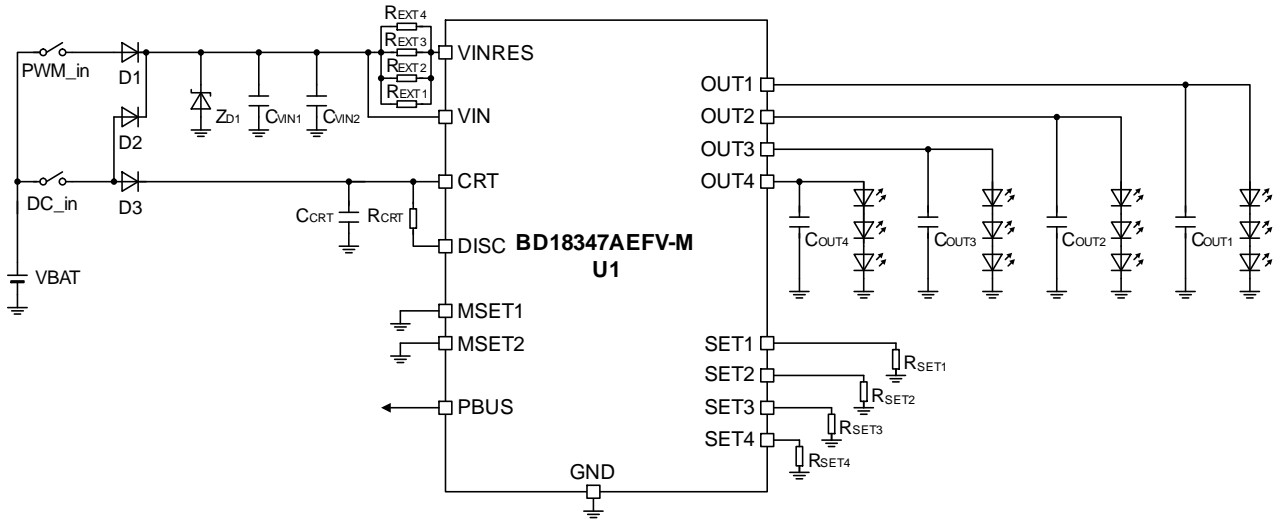 REXT4
REXT3
REXT2
REXT1
PWM_in
D1
D2
ZD1
CVIN1
CVIN2
DC_in
D3
CCRT
RCRT
VBAT
VINRES
VIN
CRT
DISC
MSET1
MSET2
PBUS
BD18347AEFV-M
U1
GND
OUT1
OUT2
OUT3
OUT4
SET1
SET2
SET3
SET4
COUT4
COUT3
COUT2
COUT1
RSET1
RSET2
RSET3
RSET4